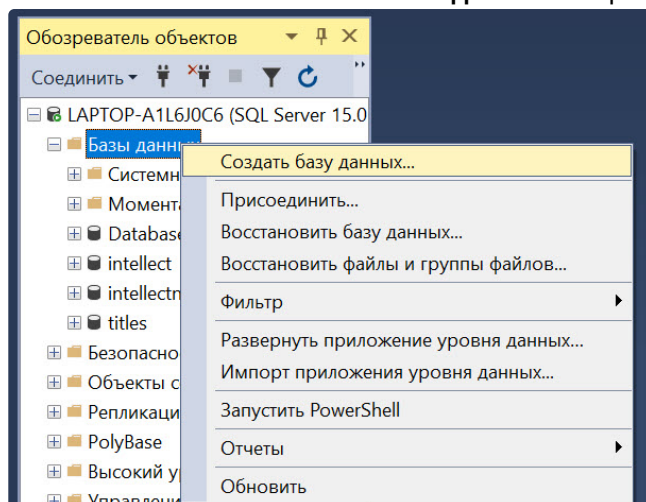 Обозреватель объектов
Соединить
LAPTOP-A1L6J0C6 (SQL Server 15.0
Базы данн
Создать базу данных...
Системн
Присоединить...
Восстановить базу данных...
Восстановить файлы и группы файлов...
Фильтр
Развернуть приложение уровня данных...
Импорт приложения уровня данных...
Запустить PowerShell
Отчеты
Обновить
Момента
Database
intellect
intellectn
titles
Безопасно
Объекты с
Репликаци
PolyBase
Высокий у